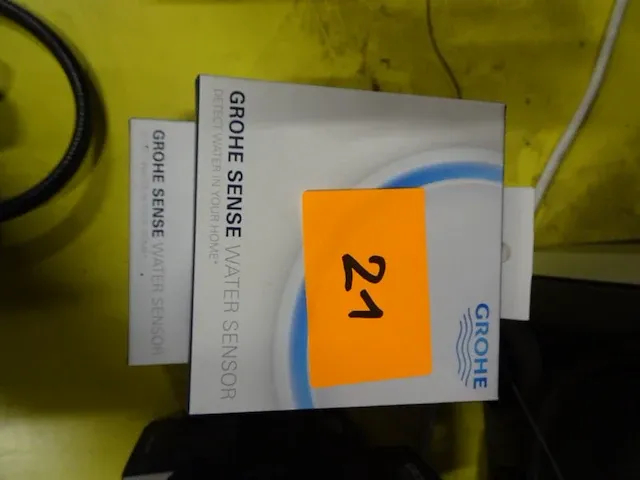 GROHE SENSE WATER SENSOR
DETECT WATER IN YOUR HOME*
21
GROHE
GROHE SENSE WATER SENSOR